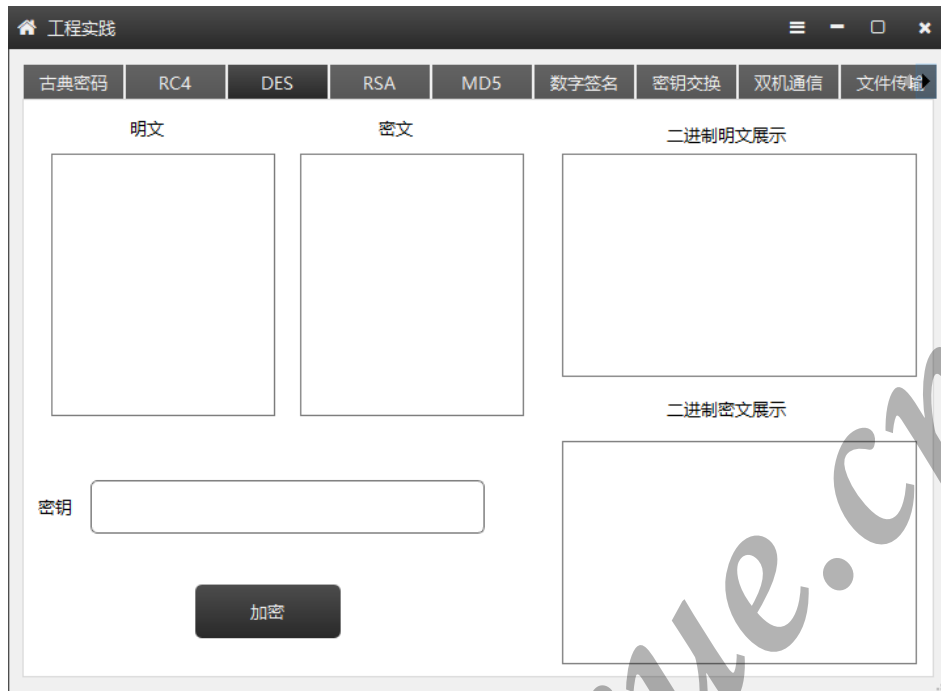 工程实践
古典密码 RC4 DES RSA MD5 数字签名 密钥交换 双机通信 文件传输
明文 密文 二进制明文展示
二进制密文展示
密钥
加密
ue.cn